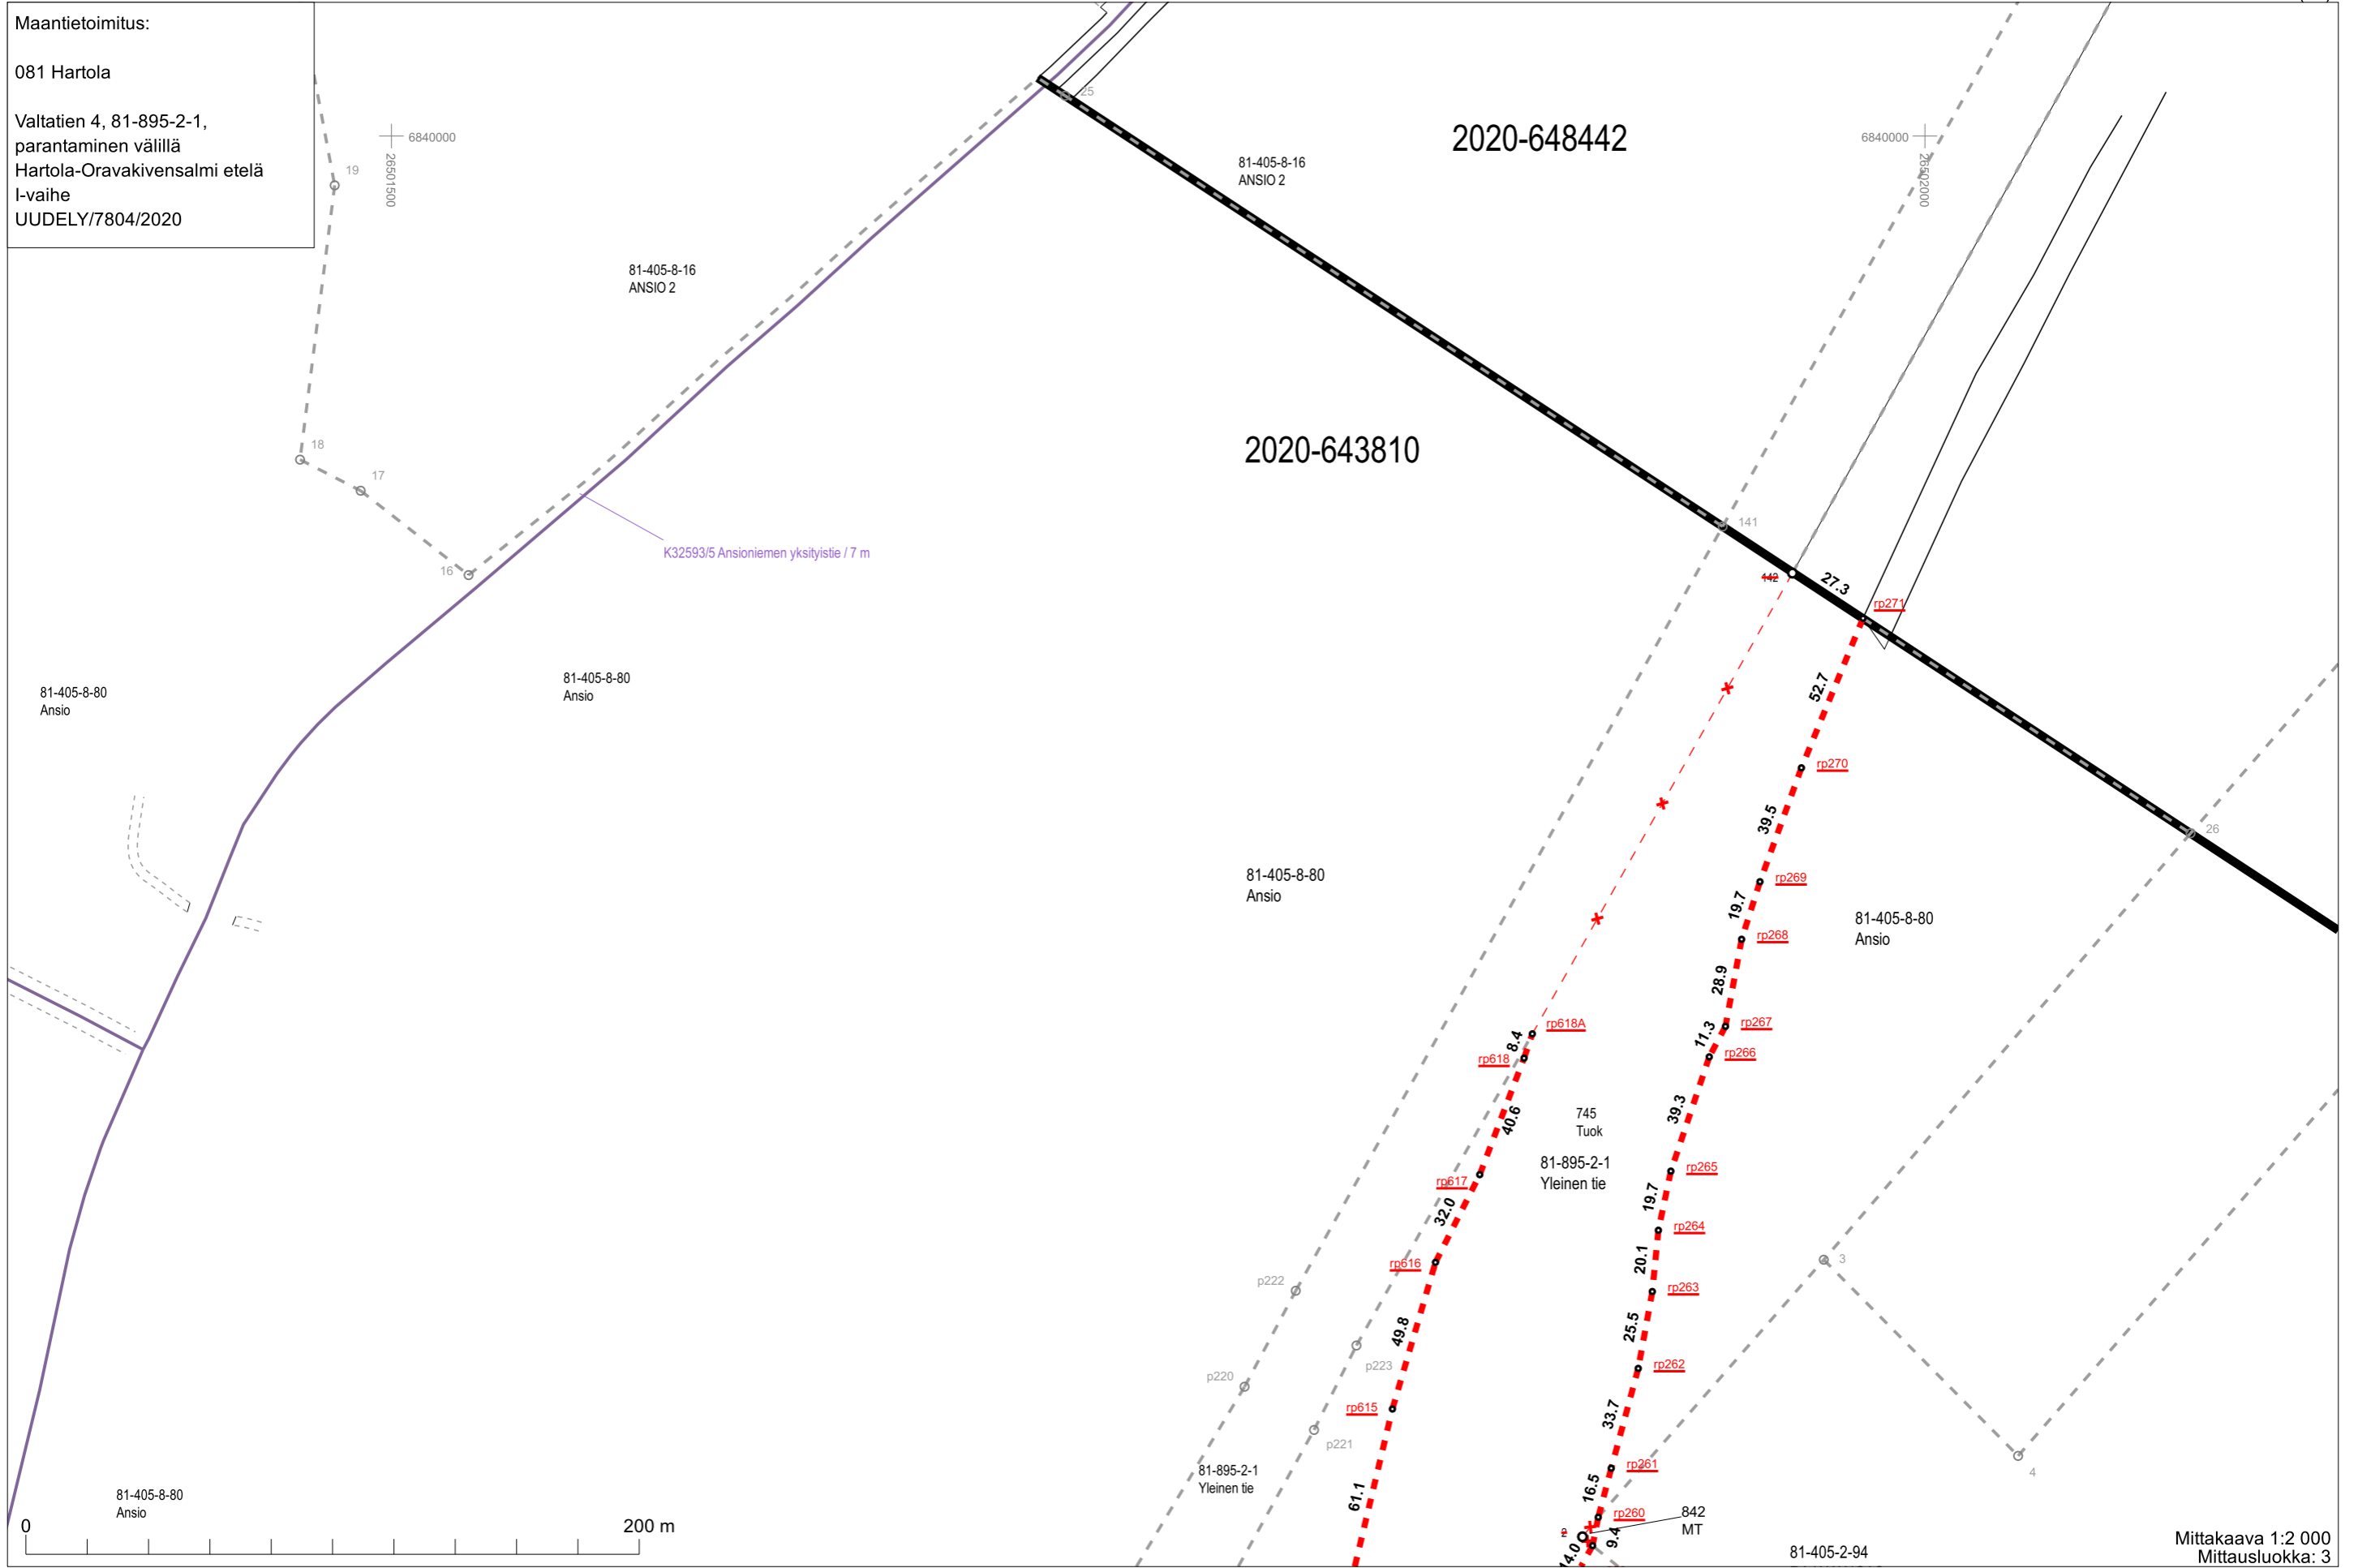 Maantietoimitus:
081 Hartola
Valtatien 4, 81-895-2-1,
parantaminen välillä
Hartola-Oravakivensalmi etelä
I-vaihe
UUDELY/7804/2020
25
6840000
26501500
19
2020-648442
81-405-8-16
ANSIO 2
6840000
26502000
81-405-8-16
ANSIO 2
18
17
2020-643810
141
K32593/5 Ansioniemen yksityistie / 7 m
16
142
27.3
rp271
81-405-8-80
Ansio
81-405-8-80
Ansio
52.7
rp270
39.5
26
81-405-8-80
Ansio
rp269
19.7
81-405-8-80
Ansio
rp268
28.9
rp267
11.3
rp618A
8.4
rp618
rp266
39.3
40.6
745
Tuok
81-895-2-1
Yleinen tie
rp265
rp617
19.7
32.0
rp264
20.1
rp616
3
p222
rp263
25.5
49.8
p223
rp262
p220
rp615
33.7
p221
rp261
81-895-2-1
Yleinen tie
4
16.5
61.1
81-405-8-80
Ansio
rp260
842
MT
2
9.4
14.0
0
200 m
Mittakaava 1:2 000
81-405-2-94
Mittausluokka: 3